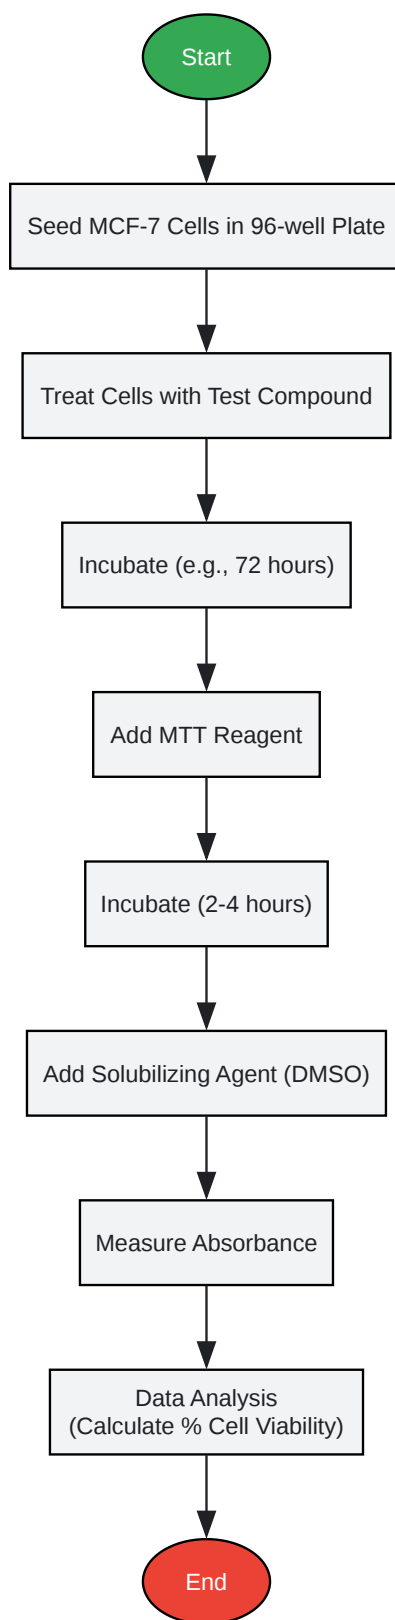 Start
Seed MCF-7 Cells in 96-well Plate
Treat Cells with Test Compound
Incubate (e.g., 72 hours)
Add MTT Reagent
Incubate (2-4 hours)
Add Solubilizing Agent (DMSO)
Measure Absorbance
Data Analysis
(Calculate % Cell Viability)
End